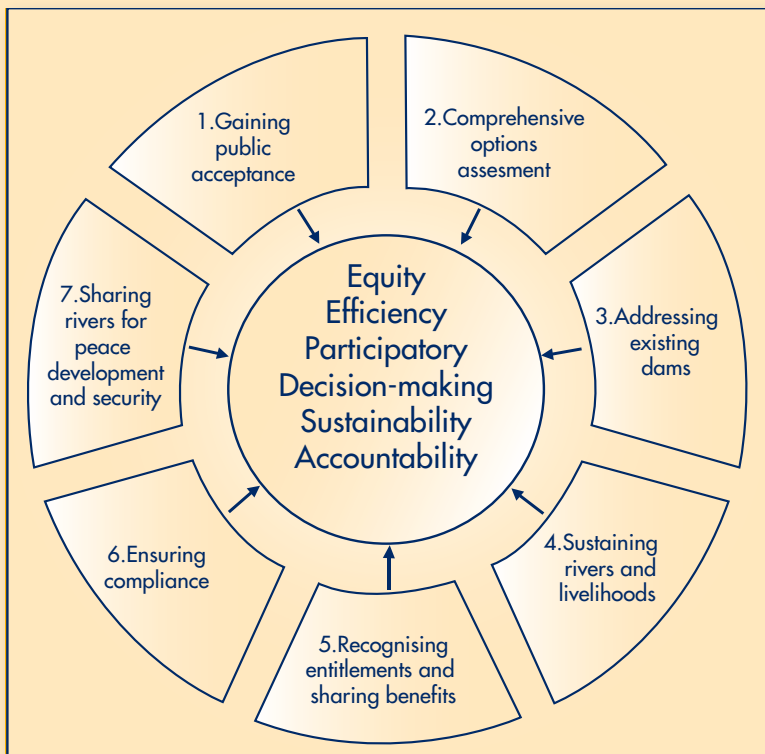 1.Gaining
public
acceptance
2.Comprehensive
options
assesment
3.Addressing
existing
dams
4.Sustaining
rivers and
livelihoods
5.Recognising
entitlements and
sharing benefits
6.Ensuring
compliance
7.Sharing
rivers for
peace
development
and security
Equity
Efficiency
Participatory
Decision-making
Sustainability
Accountability